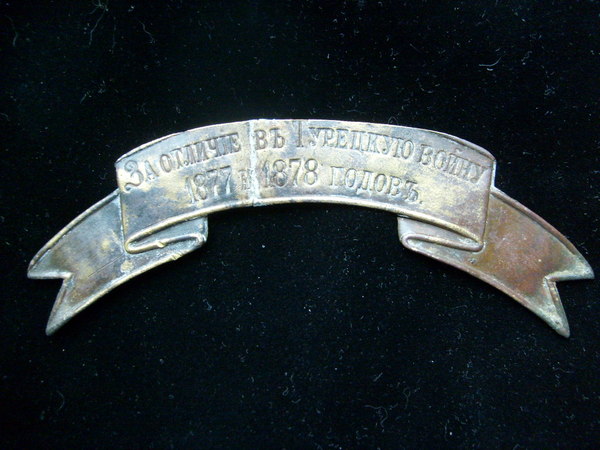 За отличіе въ Турецкую войну
1877 и 1878 годовъ.